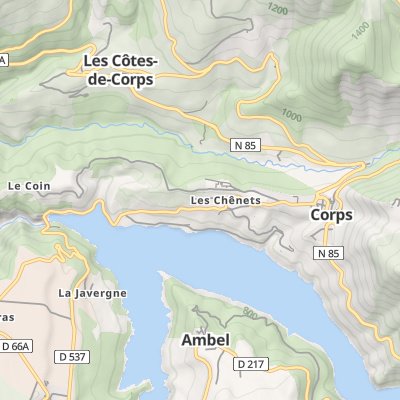 1200
1400
A
Les Côtes-
de-Corps
1000
N 85
Le Coin
Les Chênets
Corps
N 85
La Javergne
800
ras
Ambel
D 66A
D 537
D 217